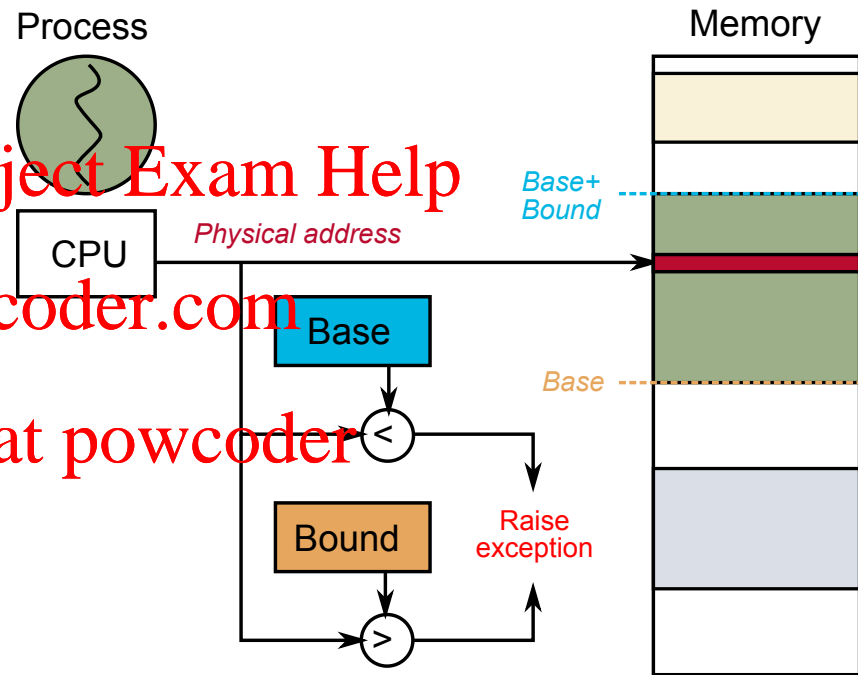 Process
Memory
ject Exam Help
Base+
Bound
Physical address
CPU
coder.com
Base
Base
at powcoder
<
Bound
Raise
exception
>